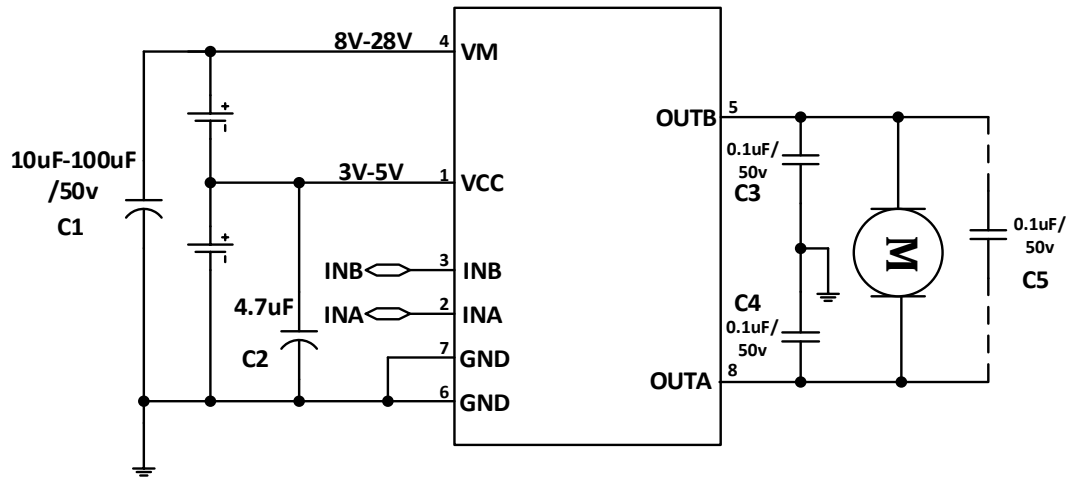 8V-28V
4
VM
5
OUTB
10uF-100uF
/50v
C1
0.1uF/
50v
C3
3V-5V
1
VCC
0.1uF/
50v
C5
M
INB
3
INB
INA
2
INA
4.7uF
C2
C4
0.1uF/
50v
7
GND
8
OUTA
6
GND
+
+